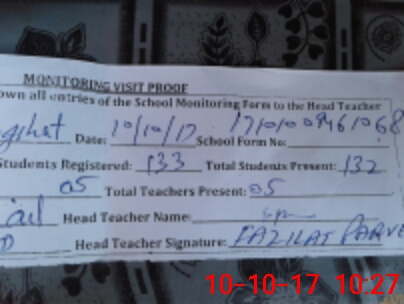 MONITORING VISIT PROOF
own all entries of the School Monitoring Form to the Head Teacher
Date: 10/10/17 School Form No:
Students Registered: 133 Total Students Present: 132
05 Total Teachers Present: 05
Head Teacher Name:
Head Teacher Signature: FAZILAT PARVE
10-10-17 10:27